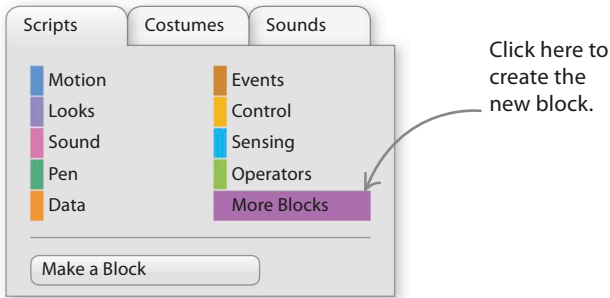 Scripts Costumes Sounds
Motion
Looks
Sound
Pen
Data
Events
Control
Sensing
Operators
More Blocks
Make a Block
Click here to
create the
new block.